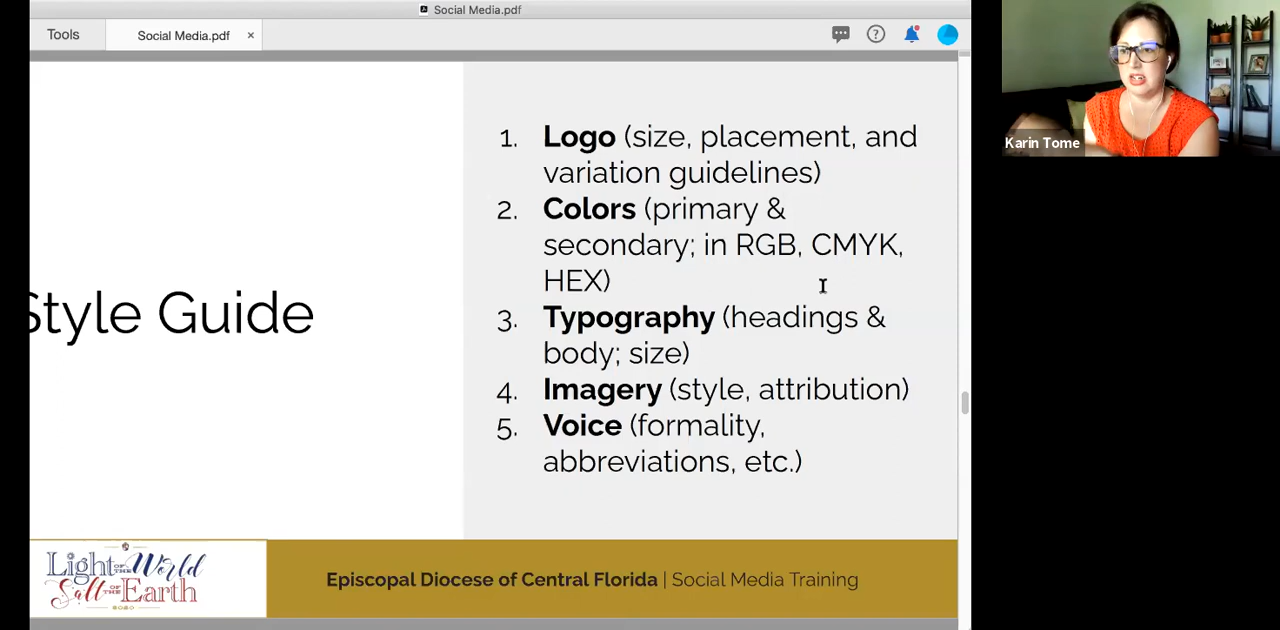 Social Media.pdf
Tools
Social Media.pdf ×
Karin Tome
Style Guide
1. Logo (size, placement, and
variation guidelines)
2. Colors (primary &
secondary; in RGB, CMYK,
HEX)
3. Typography (headings &
body; size)
4. Imagery (style, attribution)
5. Voice (formality,
abbreviations, etc.)
Light OF THE World
Salt OF THE Earth
2020
Episcopal Diocese of Central Florida | Social Media Training